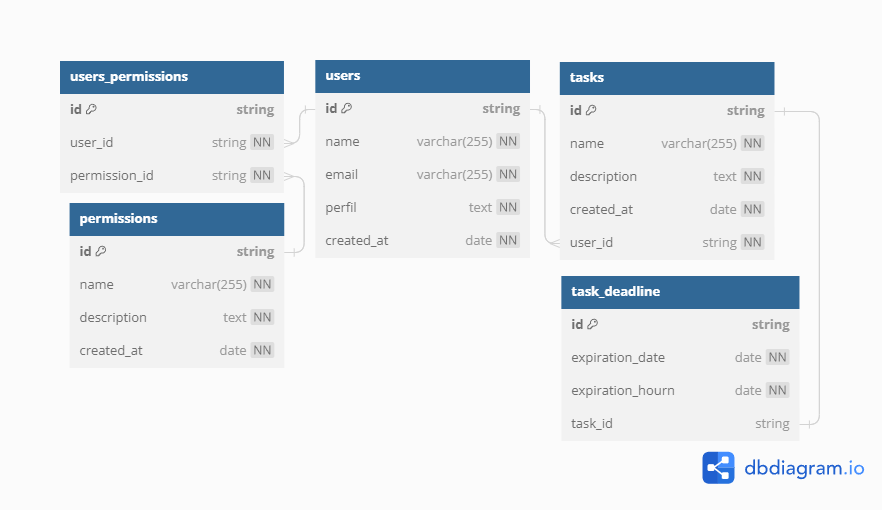 users_permissions
id string
user_id string NN
permission_id string NN
permissions
id string
name varchar(255) NN
description text NN
created_at date NN
users
id string
name varchar(255) NN
email varchar(255) NN
perfil text NN
created_at date NN
tasks
id string
name varchar(255) NN
description text NN
created_at date NN
user_id string NN
task_deadline
id string
expiration_date date NN
expiration_hourn date NN
task_id string
dbdiagram.io